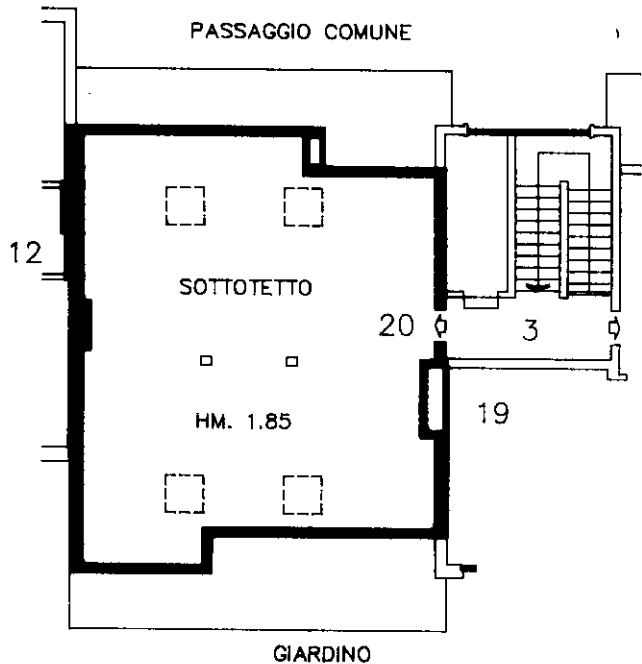 PASSAGGIO COMUNE
12
SOTTOTETTO
20
3
HM. 1.85
19
GIARDINO